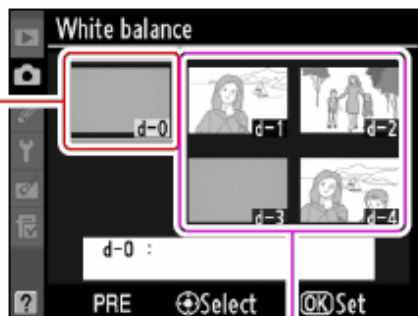 White balance
d-0
d-1
d-2
d-3
d-4
d-0 :
? PRE Select OK Set